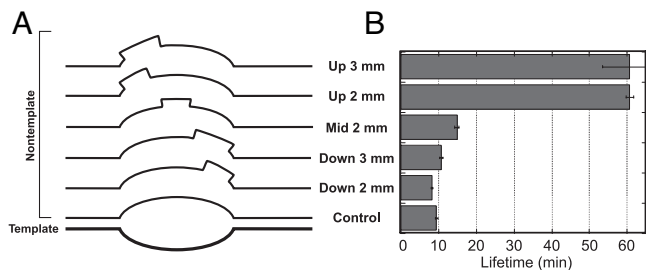 A
B
Nontemplate
Up 3 mm
Up 2 mm
Mid 2 mm
Down 3 mm
Down 2 mm
Control
Template
0 10 20 30 40 50 60
Lifetime (min)